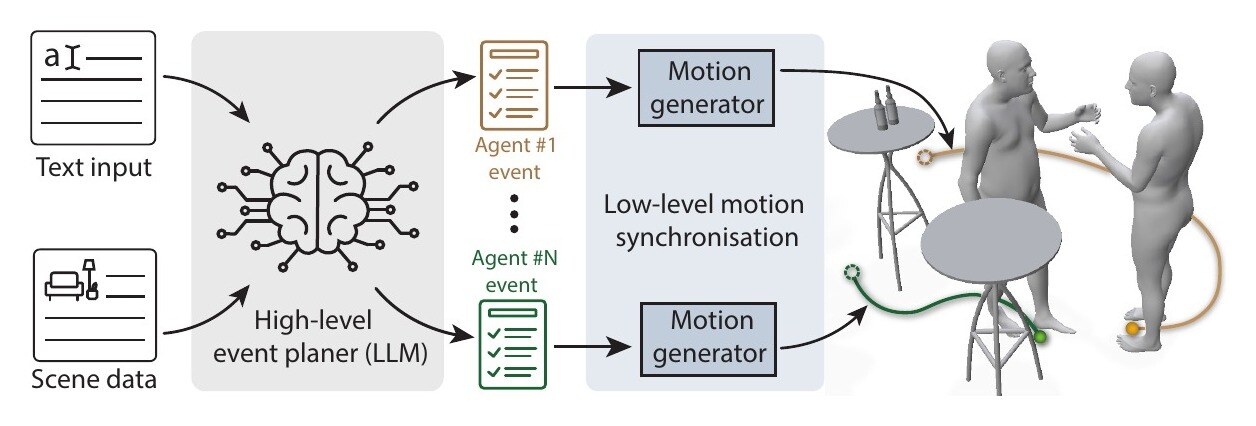 a
Text input
Scene data
High-level
event planer (LLM)
Agent #1
event
Agent #N
event
Motion
generator
Low-level motion
synchronisation
Motion
generator